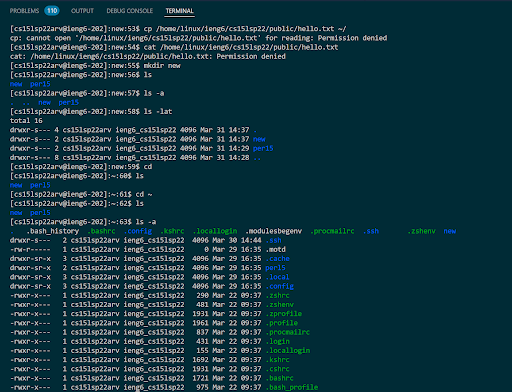 PROBLEMS 110 OUTPUT DEBUG CONSOLE TERMINAL
[cs15lsp22arv@ieng6-202]:new:53$ cp /home/linux/ieng6/cs15lsp22/public/hello.txt ~/
cp: cannot open '/home/linux/ieng6/cs15lsp22/public/hello.txt' for reading: Permission denied
[cs15lsp22arv@ieng6-202]:new:54$ cat /home/linux/ieng6/cs15lsp22/public/hello.txt
cat: /home/linux/ieng6/cs15lsp22/public/hello.txt: Permission denied
[cs15lsp22arv@ieng6-202]:new:55$ mkdir new
[cs15lsp22arv@ieng6-202]:new:56$ ls
new perl5
[cs15lsp22arv@ieng6-202]:new:57$ ls -a
. .. new perl5
[cs15lsp22arv@ieng6-202]:new:58$ ls -lat
total 16
drwxr-s--- 4 cs15lsp22arv ieng6_cs15lsp22 4096 Mar 31 14:37 .
drwxr-s--- 2 cs15lsp22arv ieng6_cs15lsp22 4096 Mar 31 14:37 new
drwxr-s--- 2 cs15lsp22arv ieng6_cs15lsp22 4096 Mar 31 14:29 perl5
drwxr-s--- 8 cs15lsp22arv ieng6_cs15lsp22 4096 Mar 31 14:28 ..
[cs15lsp22arv@ieng6-202]:new:59$ cd
[cs15lsp22arv@ieng6-202]:~:60$ ls
new perl5
[cs15lsp22arv@ieng6-202]:~:61$ cd ~
[cs15lsp22arv@ieng6-202]:~:62$ ls
new perl5
[cs15lsp22arv@ieng6-202]:~:63$ ls -a
. .bash_history .bashrc .config .kshrc .locallogin .modulesbegenv .procmailrc .ssh .zshenv new
drwxr-s--- 2 cs15lsp22arv ieng6_cs15lsp22 4096 Mar 30 14:44 .ssh
-rw-r----- 1 cs15lsp22arv ieng6_cs15lsp22 0 Mar 29 16:35 .motd
drwxr-sr-x 3 cs15lsp22arv ieng6_cs15lsp22 4096 Mar 29 16:35 .cache
drwxr-sr-x 2 cs15lsp22arv ieng6_cs15lsp22 4096 Mar 29 16:35 perl5
drwxr-sr-x 3 cs15lsp22arv ieng6_cs15lsp22 4096 Mar 29 16:35 .local
drwxr-sr-x 3 cs15lsp22arv ieng6_cs15lsp22 4096 Mar 29 16:35 .config
-rwxr-x--- 1 cs15lsp22arv ieng6_cs15lsp22 290 Mar 22 09:37 .zshrc
-rwxr-x--- 1 cs15lsp22arv ieng6_cs15lsp22 481 Mar 22 09:37 .zshenv
-rwxr-x--- 1 cs15lsp22arv ieng6_cs15lsp22 1931 Mar 22 09:37 .zprofile
-rwxr-x--- 1 cs15lsp22arv ieng6_cs15lsp22 1961 Mar 22 09:37 .profile
-rwxr-x--- 1 cs15lsp22arv ieng6_cs15lsp22 837 Mar 22 09:37 .procmailrc
-rwxr-x--- 1 cs15lsp22arv ieng6_cs15lsp22 431 Mar 22 09:37 .login
-rwxr-x--- 1 cs15lsp22arv ieng6_cs15lsp22 155 Mar 22 09:37 .locallogin
-rwxr-x--- 1 cs15lsp22arv ieng6_cs15lsp22 1692 Mar 22 09:37 .kshrc
-rwxr-x--- 1 cs15lsp22arv ieng6_cs15lsp22 1931 Mar 22 09:37 .cshrc
-rwxr-x--- 1 cs15lsp22arv ieng6_cs15lsp22 1721 Mar 22 09:37 .bashrc
-rwxr-x--- 1 cs15lsp22arv ieng6_cs15lsp22 975 Mar 22 09:37 .bash_profile